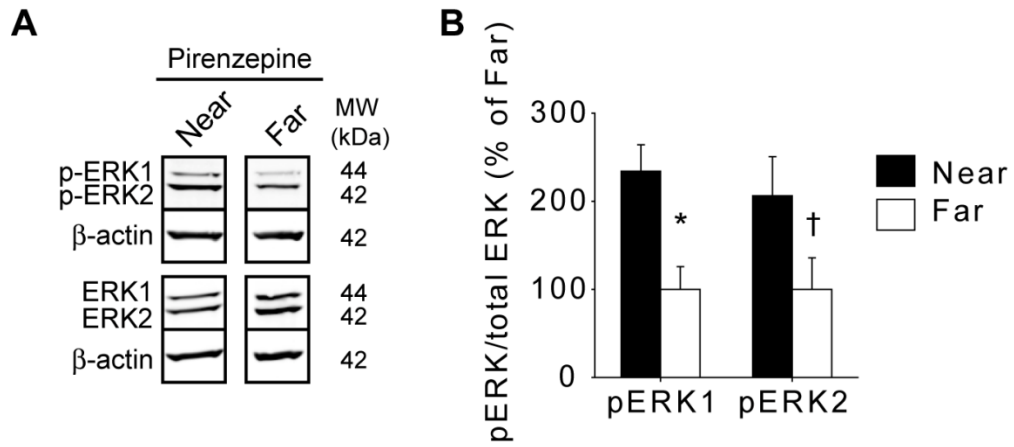 A
Pirenzepine
Near Far MW
(kDa)
p-ERK1 44
p-ERK2 42
β-actin 42
ERK1 44
ERK2 42
β-actin 42
B
pERK/total ERK (% of Far)
300
200
100
0
* †
pERK1 pERK2
Near
Far